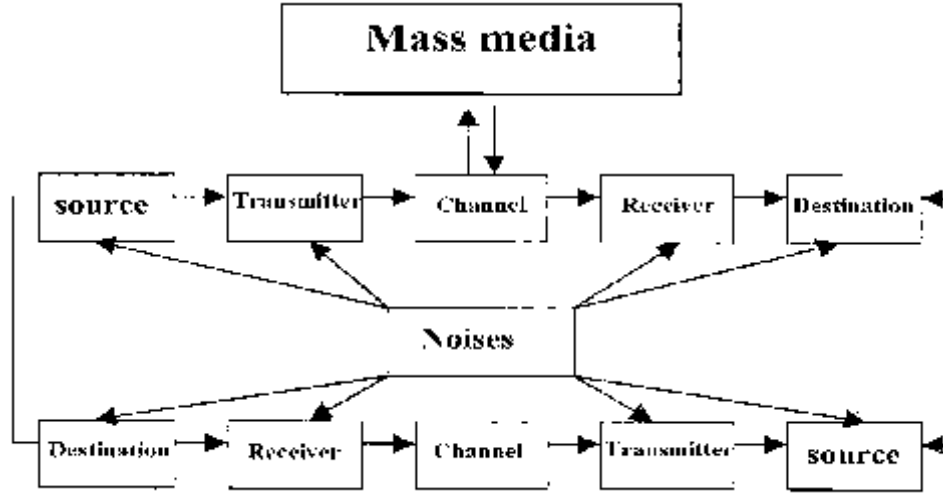 Mass media
source
Transmitter
Channel
Receiver
Destination
Noises
Destination
Receiver
Channel
Transmitter
source